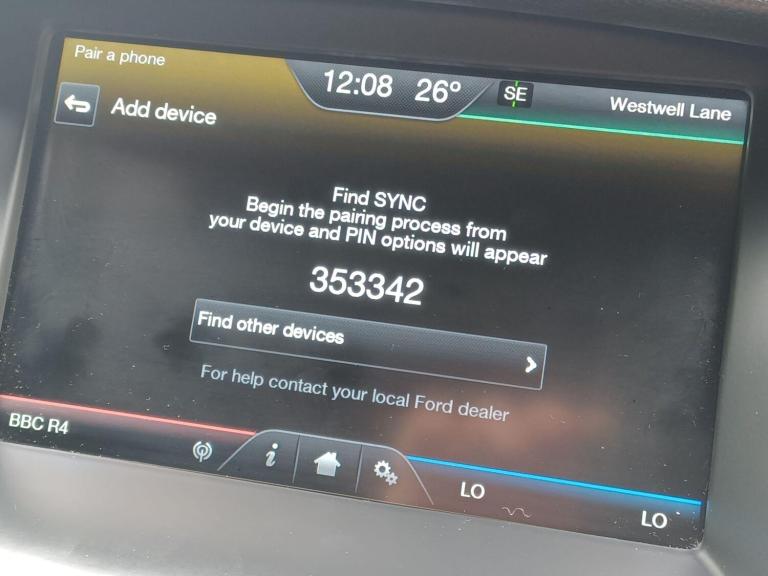 Pair a phone
12:08 26° SE Westwell Lane
Add device
Find SYNC
Begin the pairing process from
your device and PIN options will appear
353342
Find other devices
For help contact your local Ford dealer
BBC R4
LO
LO